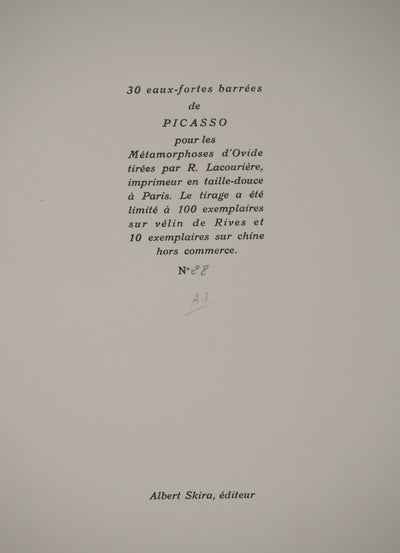 30 eaux-fortes barrées
de
PICASSO
pour les
Métamorphoses d'Ovide
tirées par R. Lacourière,
imprimeur en taille-douce
à Paris. Le tirage a été
limité à 100 exemplaires
sur vélin de Rives et
10 exemplaires sur chine
hors commerce.
N° 28
A.S
Albert Skira, éditeur